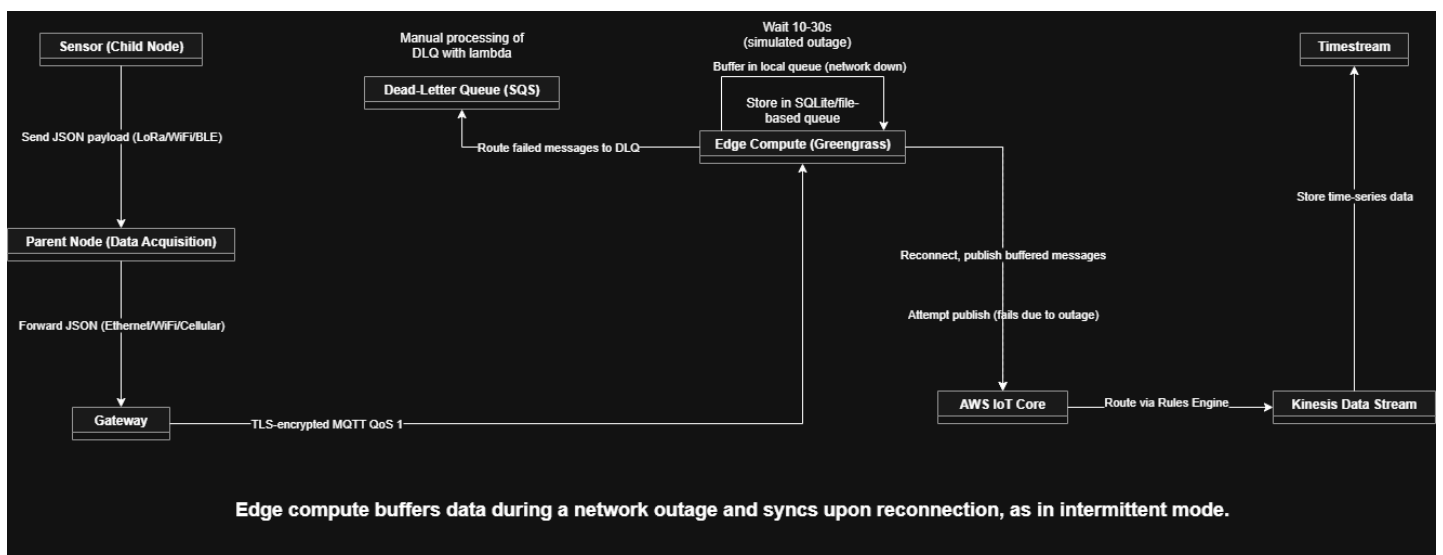 Sensor (Child Node)
Send JSON payload (LoRa/WiFi/BLE)
Parent Node (Data Acquisition)
Forward JSON (Ethernet/WiFi/Cellular)
Gateway
TLS-encrypted MQTT QoS 1
Manual processing of
DLQ with lambda
Dead-Letter Queue (SQS)
Route failed messages to DLQ
Wait 10-30s
(simulated outage)
Buffer in local queue (network down)
Store in SQLite/file-
based queue
Edge Compute (Greengrass)
Reconnect, publish buffered messages
Attempt publish (fails due to outage)
AWS IoT Core
Route via Rules Engine
Kinesis Data Stream
Store time-series data
Timestream
Edge compute buffers data during a network outage and syncs upon reconnection, as in intermittent mode.